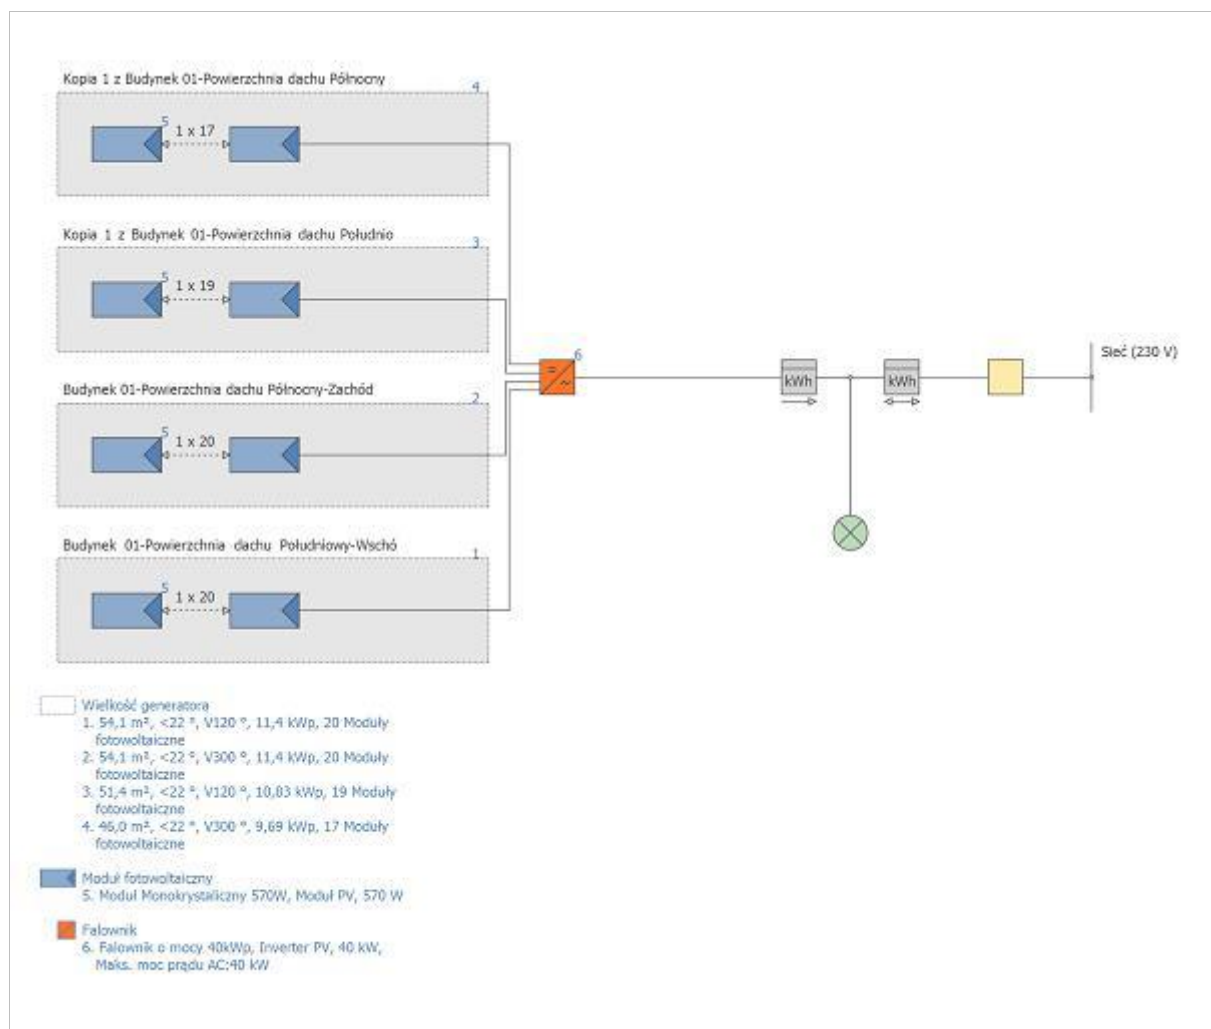 Kopia 1 z Budynek 01-Powierzchnia dachu Północny
4
5
1 x 17
Kopia 1 z Budynek 01-Powierzchnia dachu Południo
3
5
1 x 19
Budynek 01-Powierzchnia dachu Północny-Zachód
2
5
1 x 20
Budynek 01-Powierzchnia dachu Południowy-Wschó
1
5
1 x 20
=
~
6
kWh
kWh
Sieć (230 V)
Wielkość generatora
1. 54,1 m², <22 °, V120 °, 11,4 kWp, 20 Moduły
fotowoltaiczne
2. 54,1 m², <22 °, V300 °, 11,4 kWp, 20 Moduły
fotowoltaiczne
3. 51,4 m², <22 °, V120 °, 10,83 kWp, 19 Moduły
fotowoltaiczne
4. 46,0 m², <22 °, V300 °, 9,69 kWp, 17 Moduły
fotowoltaiczne
Moduł fotowoltaiczny
5. Moduł Monokrystaliczny 570W, Moduł PV, 570 W
Falownik
6. Falownik o mocy 40kWp, Inverter PV, 40 kW,
Maks. moc prądu AC:40 kW